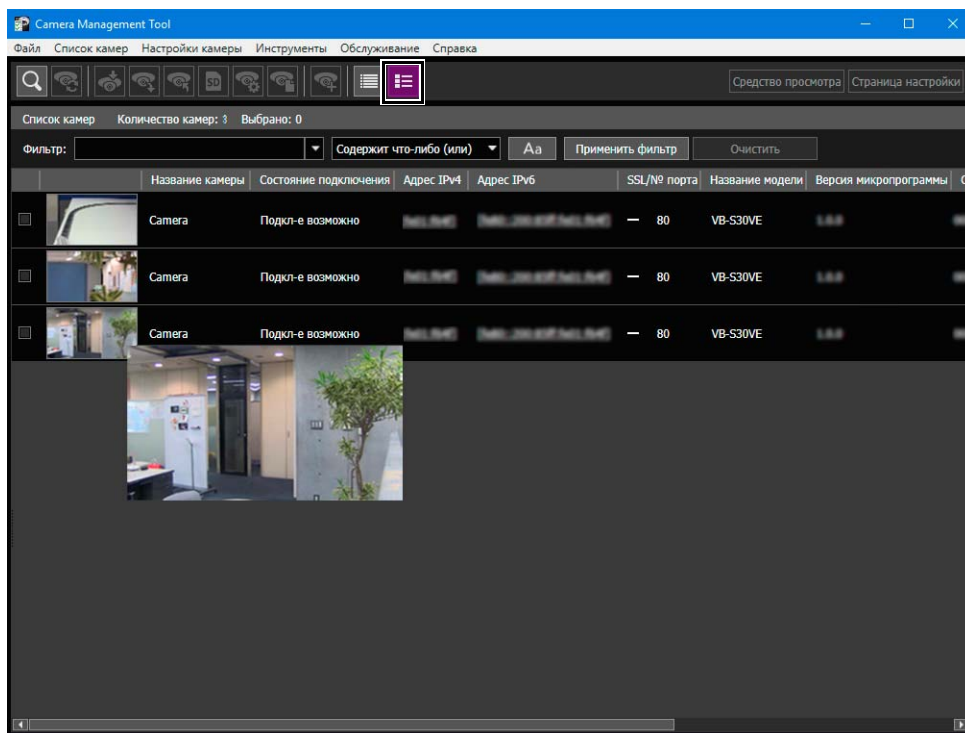 Camera Management Tool
Файл Список камер Настройки камеры Инструменты Обслуживание Справка
SD Средство просмотра Страница настройки
Список камер Количество камер: 3 Выбрано: 0
Фильтр: Содержит что-либо (или) Aa Применить фильтр Очистить
Название камеры Состояние подключения Адрес IPv4 Адрес IPv6 SSL/№ порта Название модели Версия микропрограммы
Camera Подкл-е возможно — 80 VB-S30VE
Camera Подкл-е возможно — 80 VB-S30VE
Camera Подкл-е возможно — 80 VB-S30VE